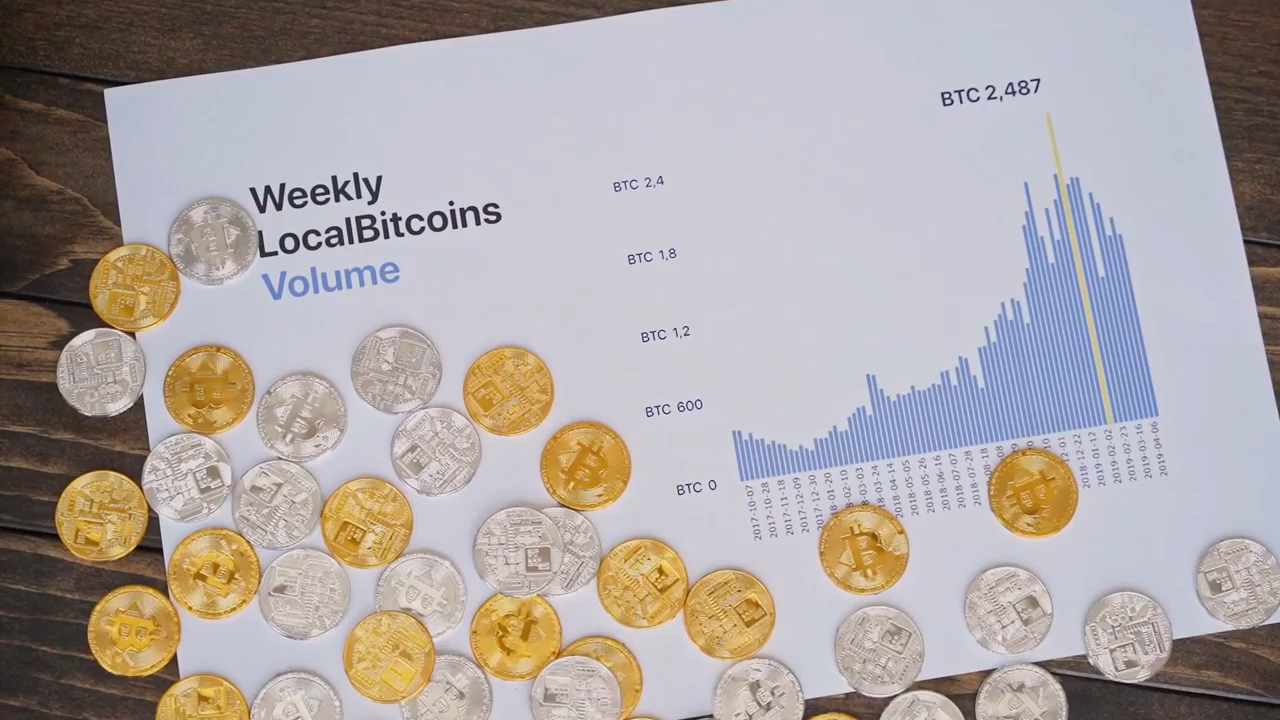 BTC 2,487
Weekly
LocalBitcoins
Volume
BTC 2,4
BTC 1,8
BTC 1,2
BTC 600
BTC 0
2017-10-07
2017-10-28
2017-11-18
2017-12-09
2017-12-30
2018-01-20
-02-10
-03-03
-03-24
2018-04-14
2018-05-05
2018-05-26
2018-06-16
2018-07-07
2018-07-28
2018-08-18
2018-12-22
2019-01-12
2019-02-02
2019-02-23
2019-03-16
2019-04-06